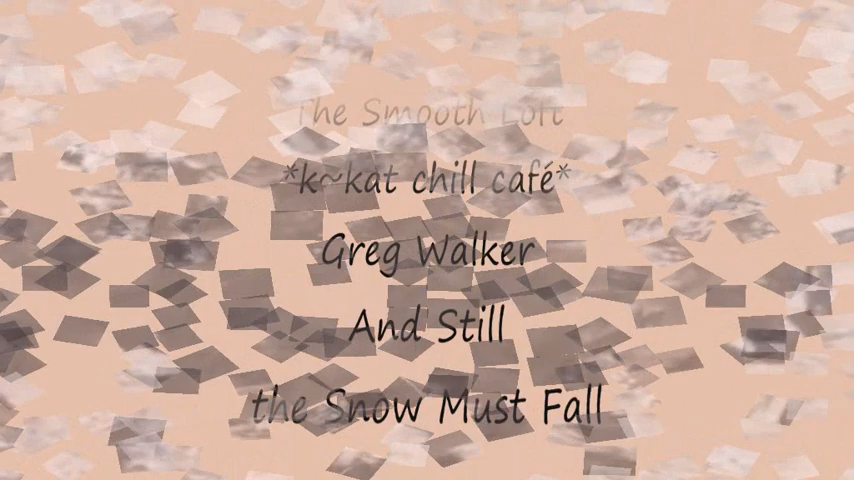 The Smooth Loft
*k~kat chill café*
Greg Walker
And Still
the Snow Must Fall